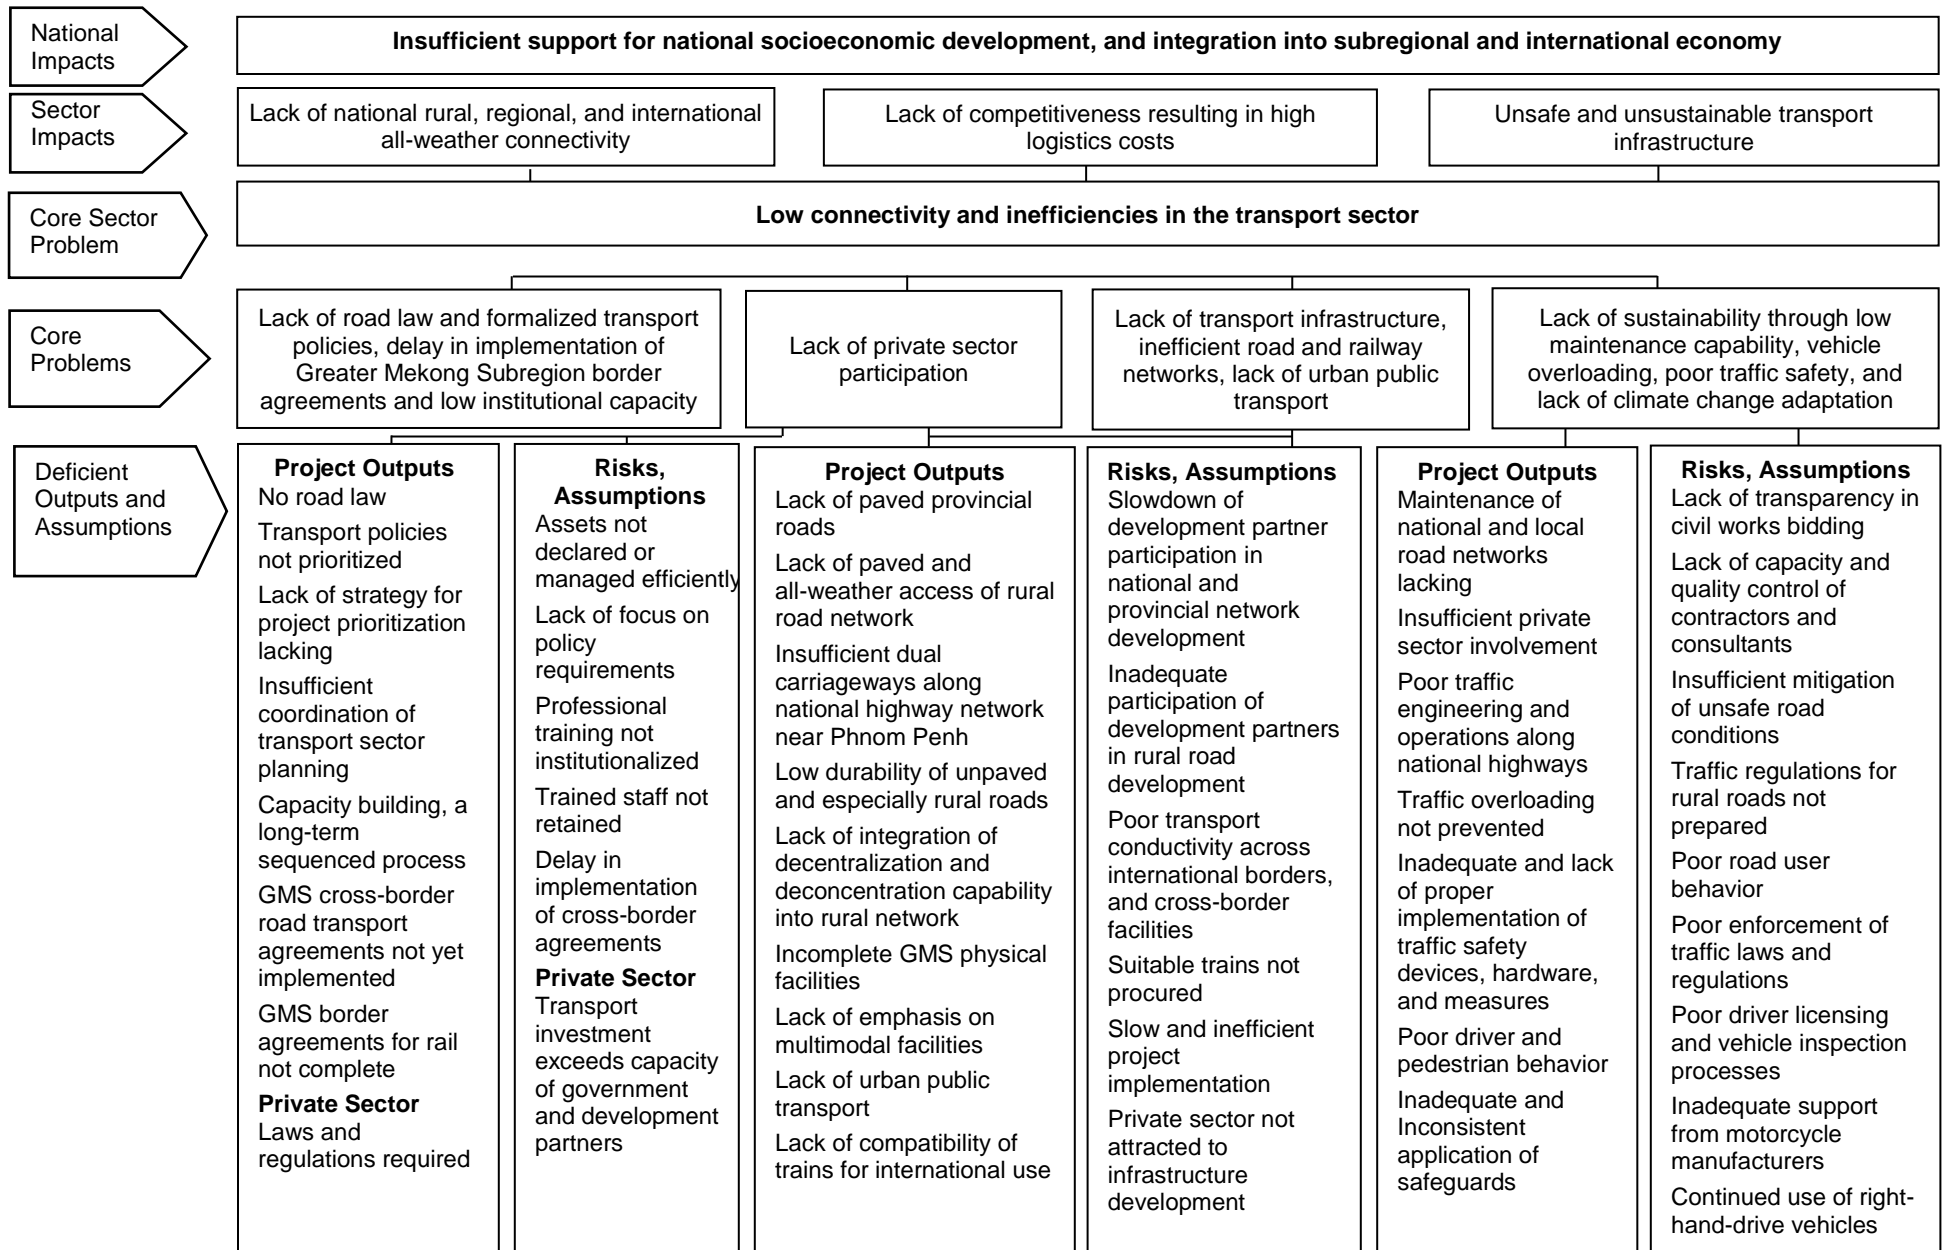 National
Impacts
Insufficient support for national socioeconomic development, and integration into subregional and international economy
Sector
Impacts
Lack of national rural, regional, and international
all-weather connectivity
Lack of competitiveness resulting in high
logistics costs
Unsafe and unsustainable transport
infrastructure
Core Sector
Problem
Low connectivity and inefficiencies in the transport sector
Core
Problems
Lack of road law and formalized transport
policies, delay in implementation of
Greater Mekong Subregion border
agreements and low institutional capacity
Lack of private sector
participation
Lack of transport infrastructure,
inefficient road and railway
networks, lack of urban public
transport
Lack of sustainability through low
maintenance capability, vehicle
overloading, poor traffic safety, and
lack of climate change adaptation
Deficient
Outputs and
Assumptions
Project Outputs
No road law
Transport policies
not prioritized
Lack of strategy for
project prioritization
lacking
Insufficient
coordination of
transport sector
planning
Capacity building, a
long-term
sequenced process
GMS cross-border
road transport
agreements not yet
implemented
GMS border
agreements for rail
not complete
Private Sector
Laws and
regulations required
Risks,
Assumptions
Assets not
declared or
managed efficiently
Lack of focus on
policy
requirements
Professional
training not
institutionalized
Trained staff not
retained
Delay in
implementation
of cross-border
agreements
Private Sector
Transport
investment
exceeds capacity
of government
and development
partners
Project Outputs
Lack of paved provincial
roads
Lack of paved and
all-weather access of rural
road network
Insufficient dual
carriageways along
national highway network
near Phnom Penh
Low durability of unpaved
and especially rural roads
Lack of integration of
decentralization and
deconcentration capability
into rural network
Incomplete GMS physical
facilities
Lack of emphasis on
multimodal facilities
Lack of urban public
transport
Lack of compatibility of
trains for international use
Risks, Assumptions
Slowdown of
development partner
participation in
national and
provincial network
development
Inadequate
participation of
development partners
in rural road
development
Poor transport
conductivity across
international borders,
and cross-border
facilities
Suitable trains not
procured
Slow and inefficient
project
implementation
Private sector not
attracted to
infrastructure
development
Project Outputs
Maintenance of
national and local
road networks
lacking
Insufficient private
sector involvement
Poor traffic
engineering and
operations along
national highways
Traffic overloading
not prevented
Inadequate and lack
of proper
implementation of
traffic safety
devices, hardware,
and measures
Poor driver and
pedestrian behavior
Inadequate and
Inconsistent
application of
safeguards
Risks, Assumptions
Lack of transparency in
civil works bidding
Lack of capacity and
quality control of
contractors and
consultants
Insufficient mitigation
of unsafe road
conditions
Traffic regulations for
rural roads not
prepared
Poor road user
behavior
Poor enforcement of
traffic laws and
regulations
Poor driver licensing
and vehicle inspection
processes
Inadequate support
from motorcycle
manufacturers
Continued use of right-
hand-drive vehicles